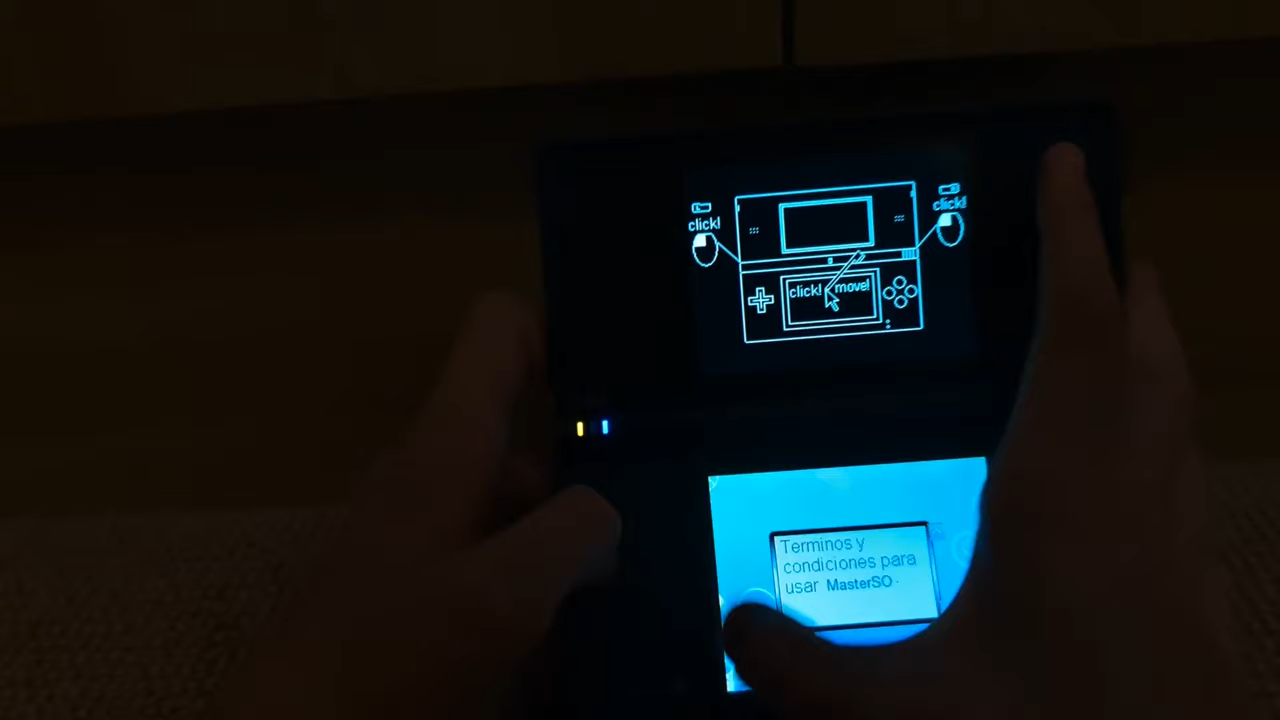 click!
click!
click! move!
Terminos y
condiciones para
usar MasterSO